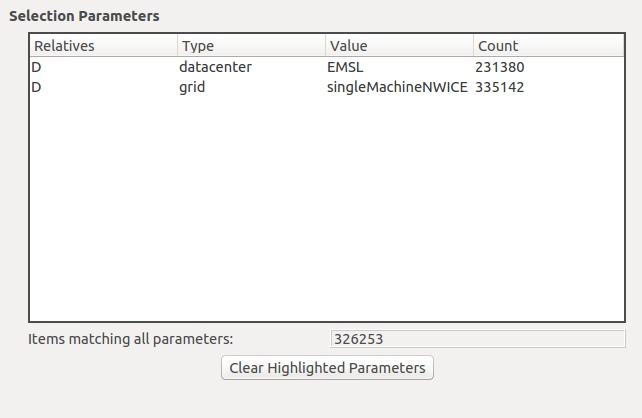 Selection Parameters
Relatives Type Value Count
D datacenter EMSL 231380
D grid singleMachineNWICE 335142
Items matching all parameters: 326253
Clear Highlighted Parameters